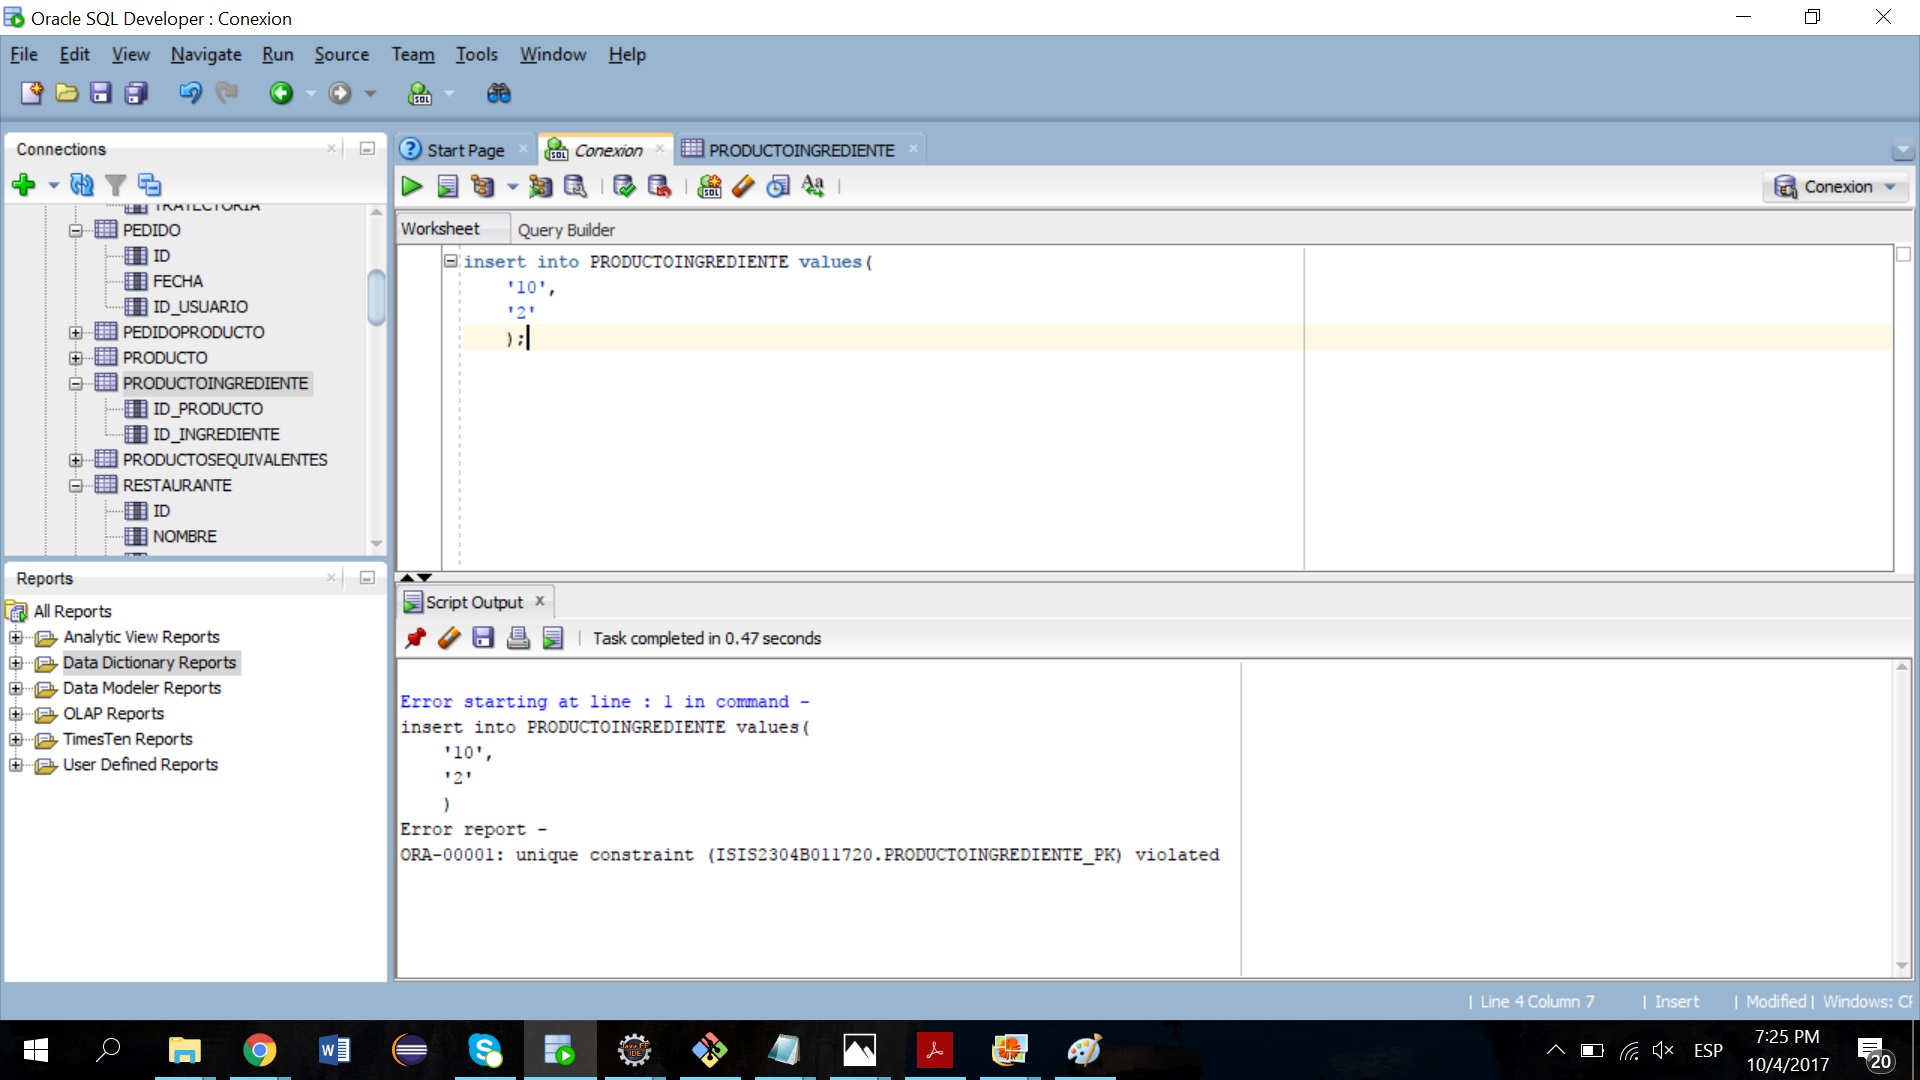 Oracle SQL Developer : Conexion
File Edit View Navigate Run Source Team Tools Window Help
Connections
Start Page
Conexion
PRODUCTOINGREDIENTE
Conexion
TRAYECTORIA
PEDIDO
ID
FECHA
ID_USUARIO
PEDIDOPRODUCTO
PRODUCTO
PRODUCTOINGREDIENTE
ID_PRODUCTO
ID_INGREDIENTE
PRODUCTOSEQUIVALENTES
RESTAURANTE
ID
NOMBRE
Worksheet Query Builder
insert into PRODUCTOINGREDIENTE values(
'10',
'2'
);
Reports
All Reports
Analytic View Reports
Data Dictionary Reports
Data Modeler Reports
OLAP Reports
TimesTen Reports
User Defined Reports
Script Output
Task completed in 0.47 seconds
Error starting at line : 1 in command -
insert into PRODUCTOINGREDIENTE values(
'10',
'2'
)
Error report -
ORA-00001: unique constraint (ISIS2304B011720.PRODUCTOINGREDIENTE_PK) violated
| Line 4 Column 7 | Insert | Modified | Windows: CR
ESP
7:25 PM
10/4/2017
20